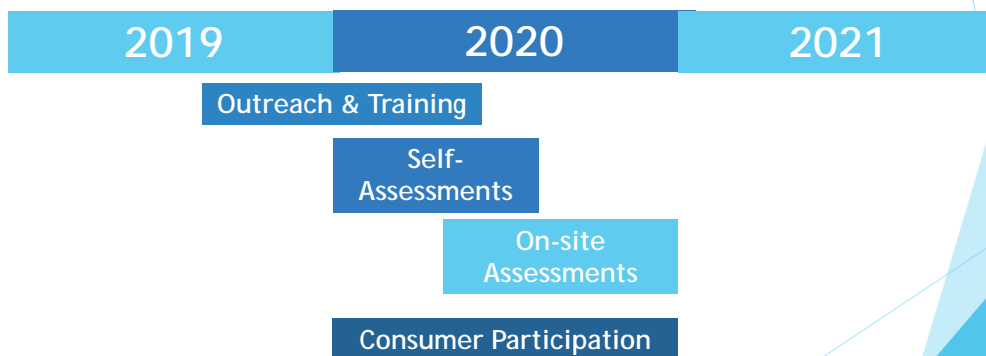 2019 2020 2021
Outreach & Training
Self-
Assessments
On-site
Assessments
Consumer Participation